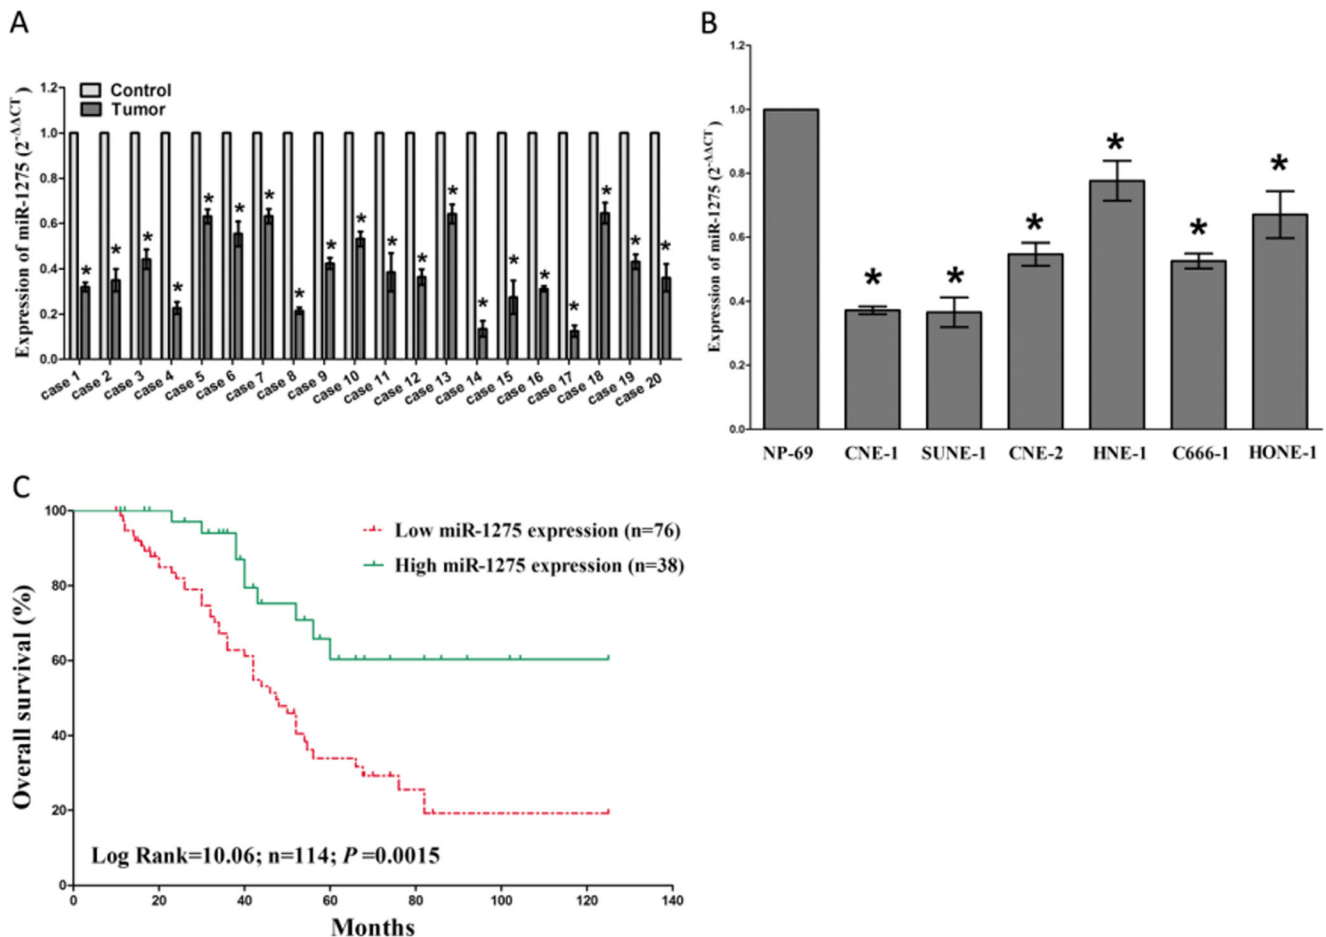 A
Expression of miR-1275 (2^-ΔΔCT)
1.2
1.0
0.8
0.6
0.4
0.2
0.0
Control
Tumor
* * * * * * * * * * * * * * * * * * * *
case 1 case 2 case 3 case 4 case 5 case 6 case 7 case 8 case 9 case 10 case 11 case 12 case 13 case 14 case 15 case 16 case 17 case 18 case 19 case 20
B
Expression of miR-1275 (2^-ΔΔCT)
1.2
1.0
0.8
0.6
0.4
0.2
0.0
* * * * * *
NP-69 CNE-1 SUNE-1 CNE-2 HNE-1 C666-1 HONE-1
C
Overall survival (%)
100
80
60
40
20
0
Low miR-1275 expression (n=76)
High miR-1275 expression (n=38)
Log Rank=10.06; n=114; P =0.0015
0 20 40 60 80 100 120 140
Months